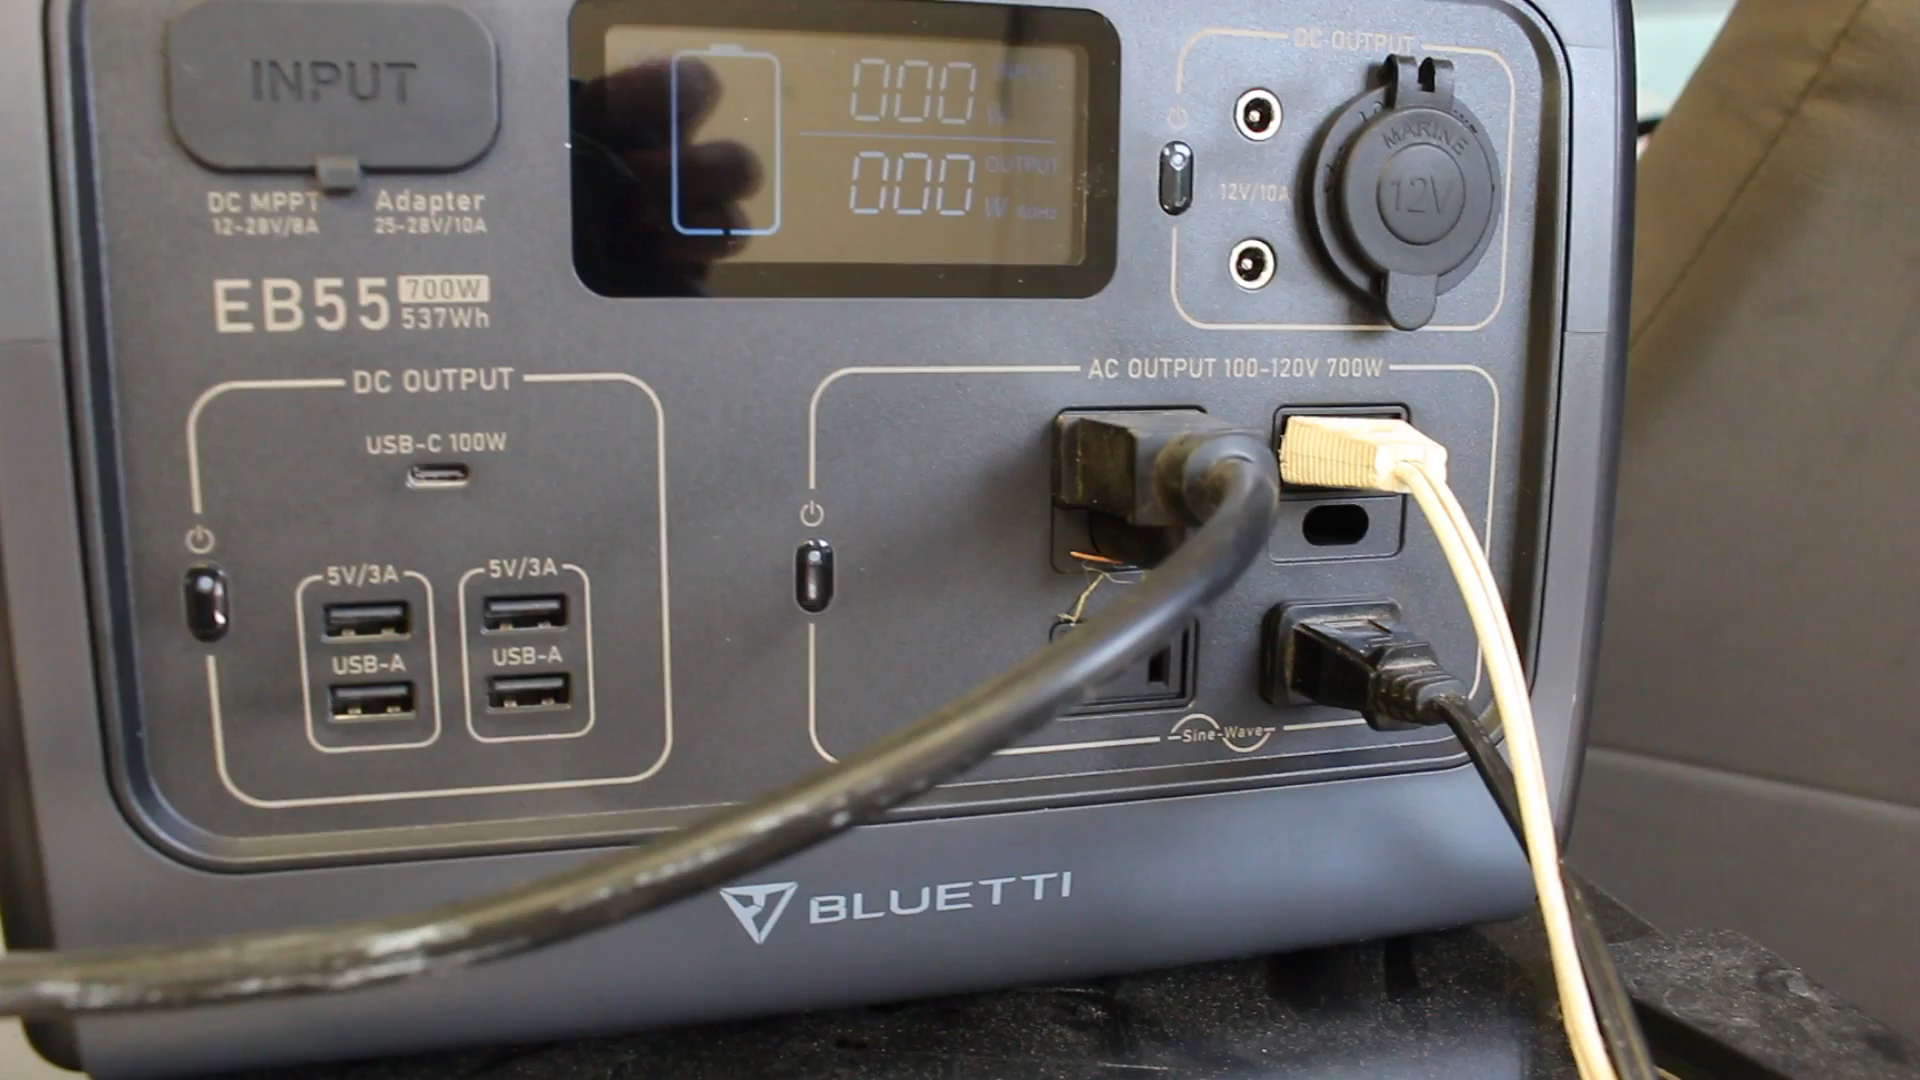 INPUT
DC MPPT
12-28V/8A
Adapter
25-28V/10A
EB55
700W
537Wh
000
W
000
OUTPUT
W 60Hz
DC OUTPUT
12V/10A
MARINE
12V
DC OUTPUT
USB-C 100W
5V/3A
USB-A
5V/3A
USB-A
AC OUTPUT 100-120V 700W
Sine-Wave
BLUETTI